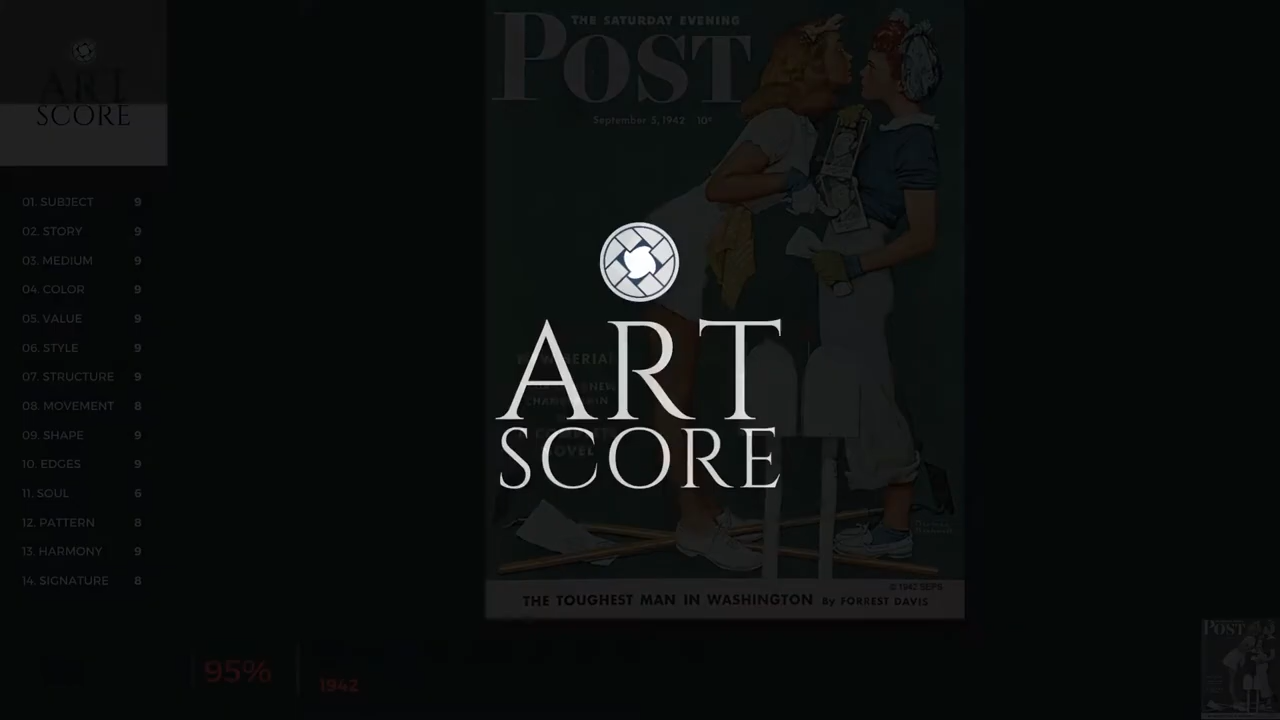 ART
SCORE
01. SUBJECT 9
02. STORY 9
03. MEDIUM 9
04. COLOR 9
05. VALUE 9
06. STYLE 9
07. STRUCTURE 9
08. MOVEMENT 8
09. SHAPE 9
10. EDGES 9
11. SOUL 6
12. PATTERN 8
13. HARMONY 9
14. SIGNATURE 8
95%
1942
THE SATURDAY EVENING
POST
September 5, 1942 10¢
ART
SCORE
NOVEL
© 1942 SEPS
THE TOUGHEST MAN IN WASHINGTON By FORREST DAVIS
POST